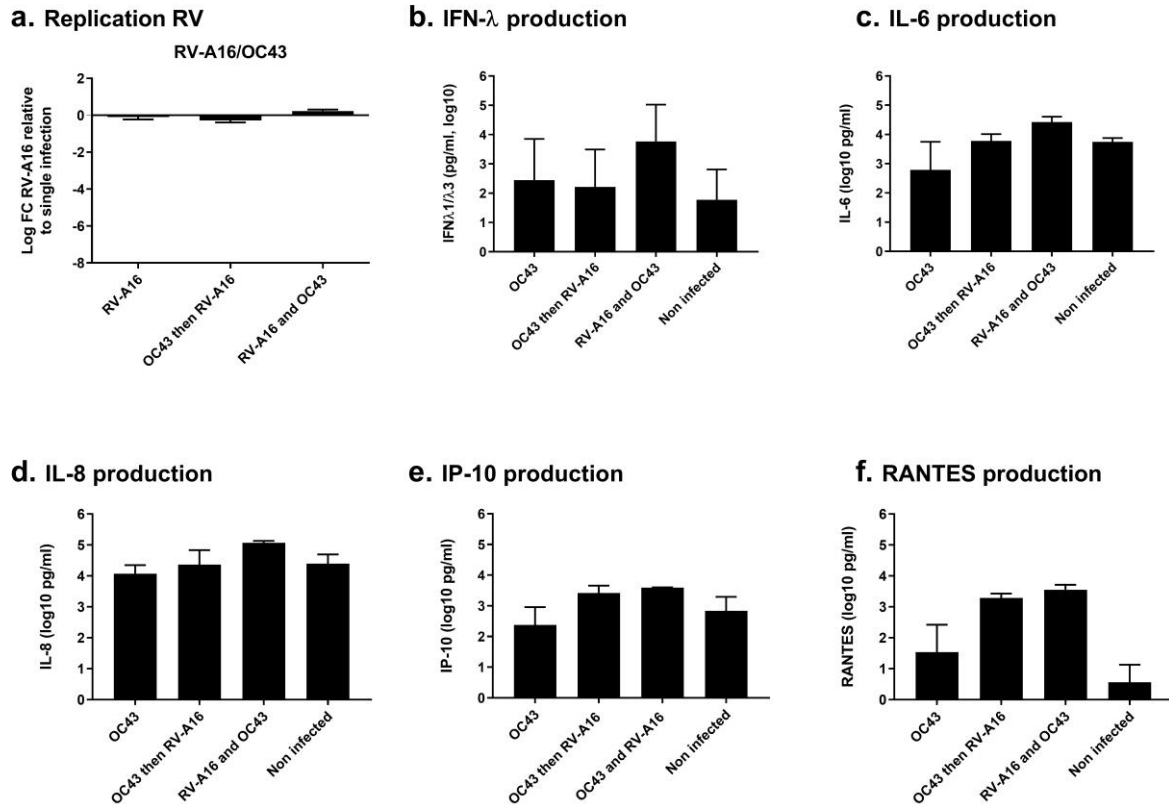 a. Replication RV
RV-A16/OC43
Log FC RV-A16 relative
to single infection
2
0
-2
-4
-6
-8
RV-A16
OC43 then RV-A16
RV-A16 and OC43
b. IFN-λ production
IFNλ1/λ3 (pg/ml, log10)
6
5
4
3
2
1
0
OC43
OC43 then RV-A16
RV-A16 and OC43
Non infected
c. IL-6 production
IL-6 (log10 pg/ml)
6
5
4
3
2
1
0
OC43
OC43 then RV-A16
RV-A16 and OC43
Non infected
d. IL-8 production
IL-8 (log10 pg/ml)
6
5
4
3
2
1
0
OC43
OC43 then RV-A16
RV-A16 and OC43
Non infected
e. IP-10 production
IP-10 (log10 pg/ml)
6
5
4
3
2
1
0
OC43
OC43 then RV-A16
OC43 and RV-A16
Non infected
f. RANTES production
RANTES (log10 pg/ml)
6
5
4
3
2
1
0
OC43
OC43 then RV-A16
RV-A16 and OC43
Non infected